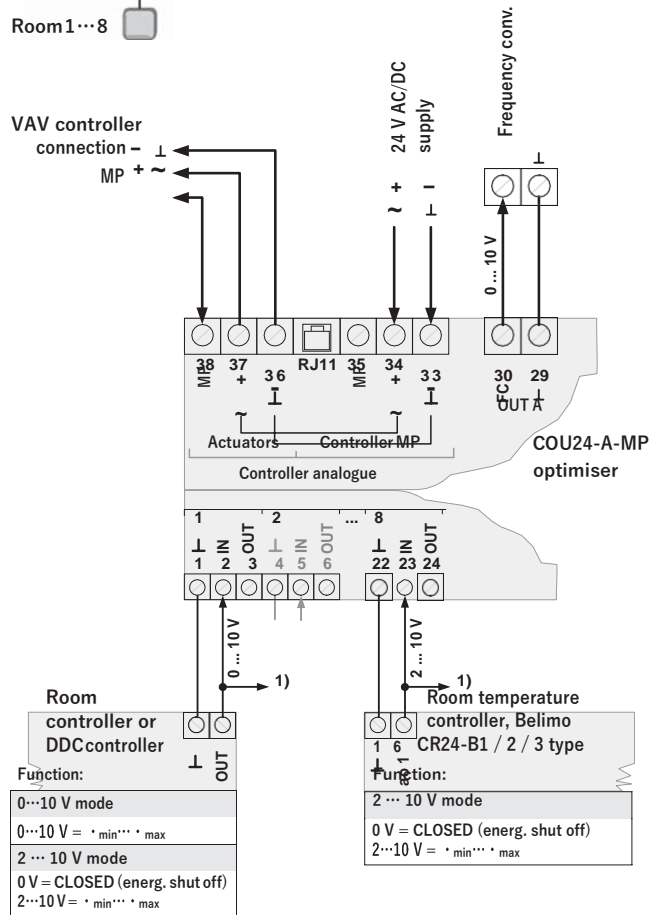 Room 1···8
VAV controller
connection – ⊥
MP + ~
24 V AC/DC
supply
+ –
~ ⊥
Frequency conv.
⊥
0 ... 10 V
38 37 36 RJ11 35 34 33 30 29
MP + – MP + – FC ⊥
~ ⊥ ~ ⊥ OUT A
Actuators Controller MP
Controller analogue
COU24-A-MP
optimiser
1 2 ... 8
⊥ IN OUT ⊥ IN OUT ⊥ IN OUT
1 2 3 4 5 6 22 23 24
0 ... 10 V
2 ... 10 V
1)
1)
Room
controller or
DDC controller
⊥ OUT
Function:
0···10 V mode
0···10 V = · min··· · max
2 ··· 10 V mode
0 V = CLOSED (energ. shut off)
2···10 V = · min··· · max
Room temperature
controller, Belimo
CR24-B1 / 2 / 3 type
1 6
⊥ ao 1
Function:
2 ··· 10 V mode
0 V = CLOSED (energ. shut off)
2···10 V = · min··· · max